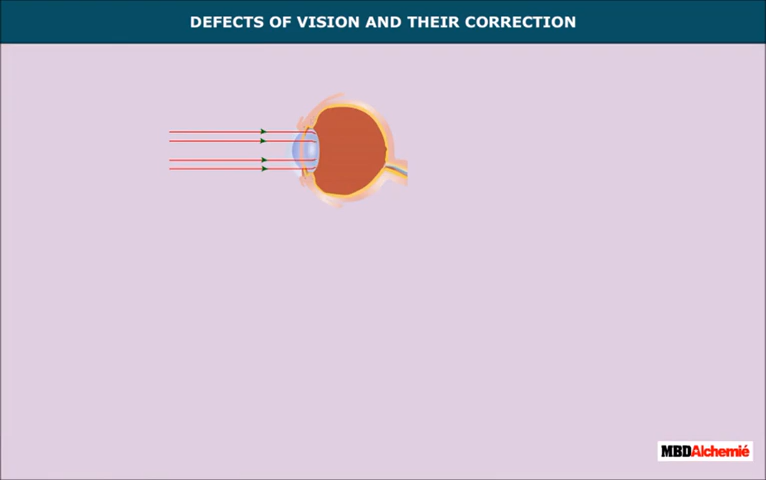 DEFECTS OF VISION AND THEIR CORRECTION
MBDAlchemié